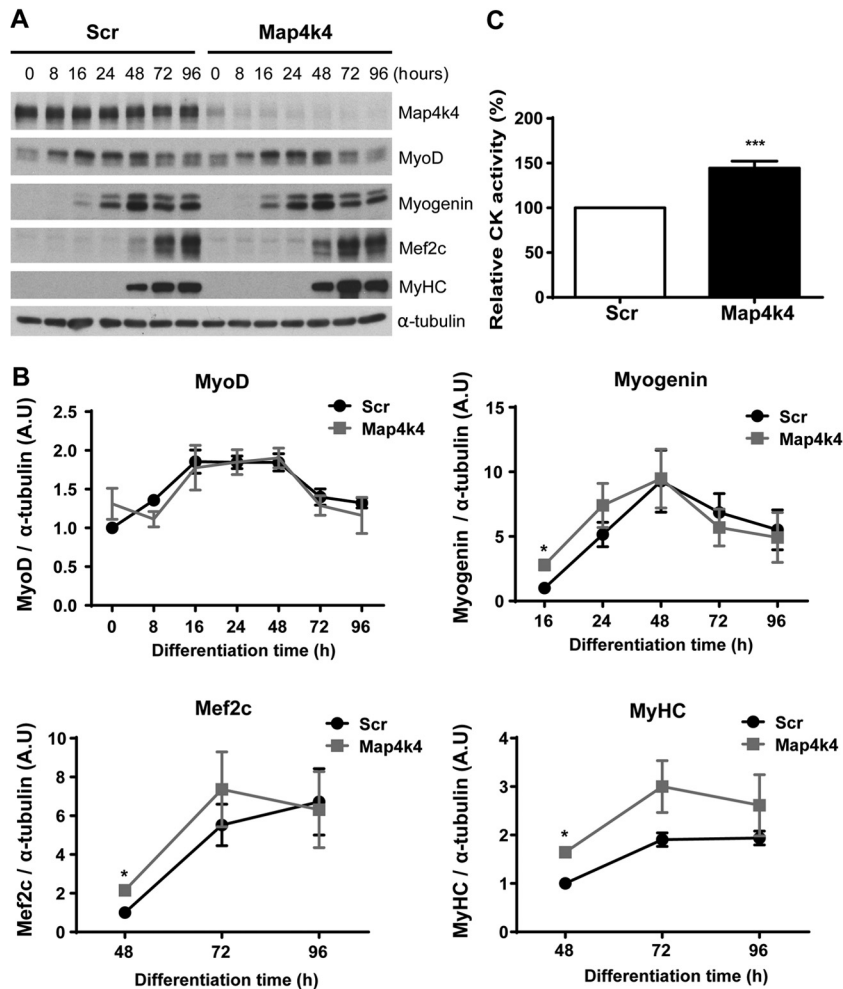 A
Scr Map4k4
0 8 16 24 48 72 96 0 8 16 24 48 72 96 (hours)
Map4k4
MyoD
Myogenin
Mef2c
MyHC
α-tubulin
C
Relative CK activity (%)
200
150
100
50
0
***
Scr Map4k4
B
MyoD
MyoD / α-tubulin (A.U)
2.5
2.0
1.5
1.0
0.5
0.0
Scr
Map4k4
0 8 16 24 48 72 96
Differentiation time (h)
Myogenin
Myogenin / α-tubulin (A.U)
15
10
5
0
*
Scr
Map4k4
16 24 48 72 96
Differentiation time (h)
Mef2c
Mef2c / α-tubulin (A.U)
10
8
6
4
2
0
*
Scr
Map4k4
48 72 96
Differention time (h)
MyHC
MyHC / α-tubulin (A.U)
4
3
2
1
0
*
Scr
Map4k4
48 72 96
Differentiation time (h)